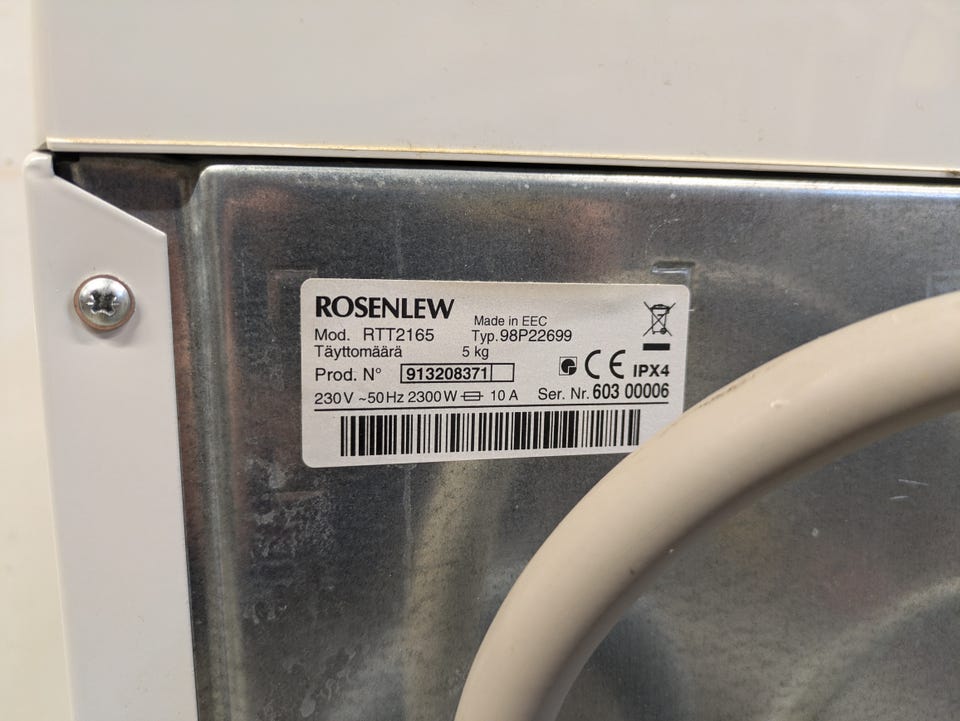 ROSENLEW
Made in EEC
Mod. RTT2165 Typ.98P22699
Täyttomäärä 5 kg
Prod. N° 913208371
IPX4
230V ~50Hz 2300W 10 A Ser. Nr. 603 00006